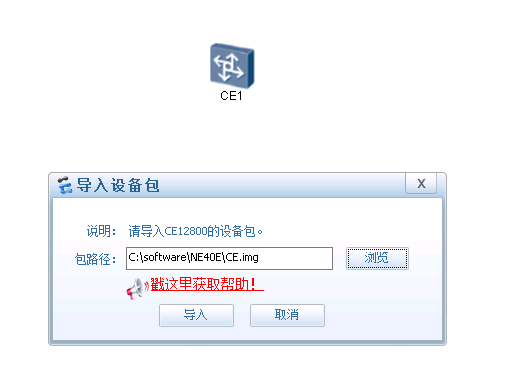 CE1
导入设备包
X
说明： 请导入CE12800的设备包。
包路径： C:\software\NE40E\CE.img 浏览
戳这里获取帮助！
导入 取消